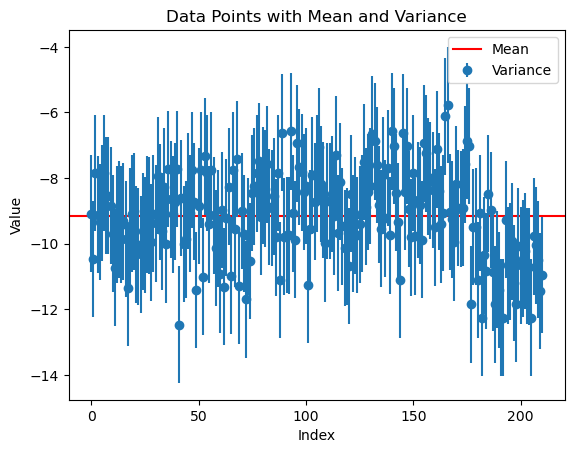 Data Points with Mean and Variance
Mean
Variance
Value
−4
−6
−8
−10
−12
−14
0
50
100
150
200
Index